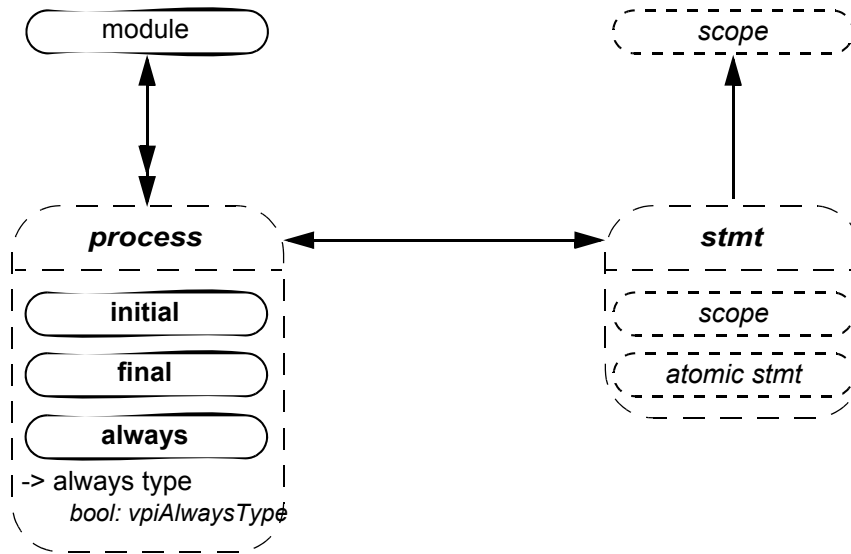 module
scope
process
stmt
initial
scope
final
atomic stmt
always
-> always type
bool: vpiAlwaysType